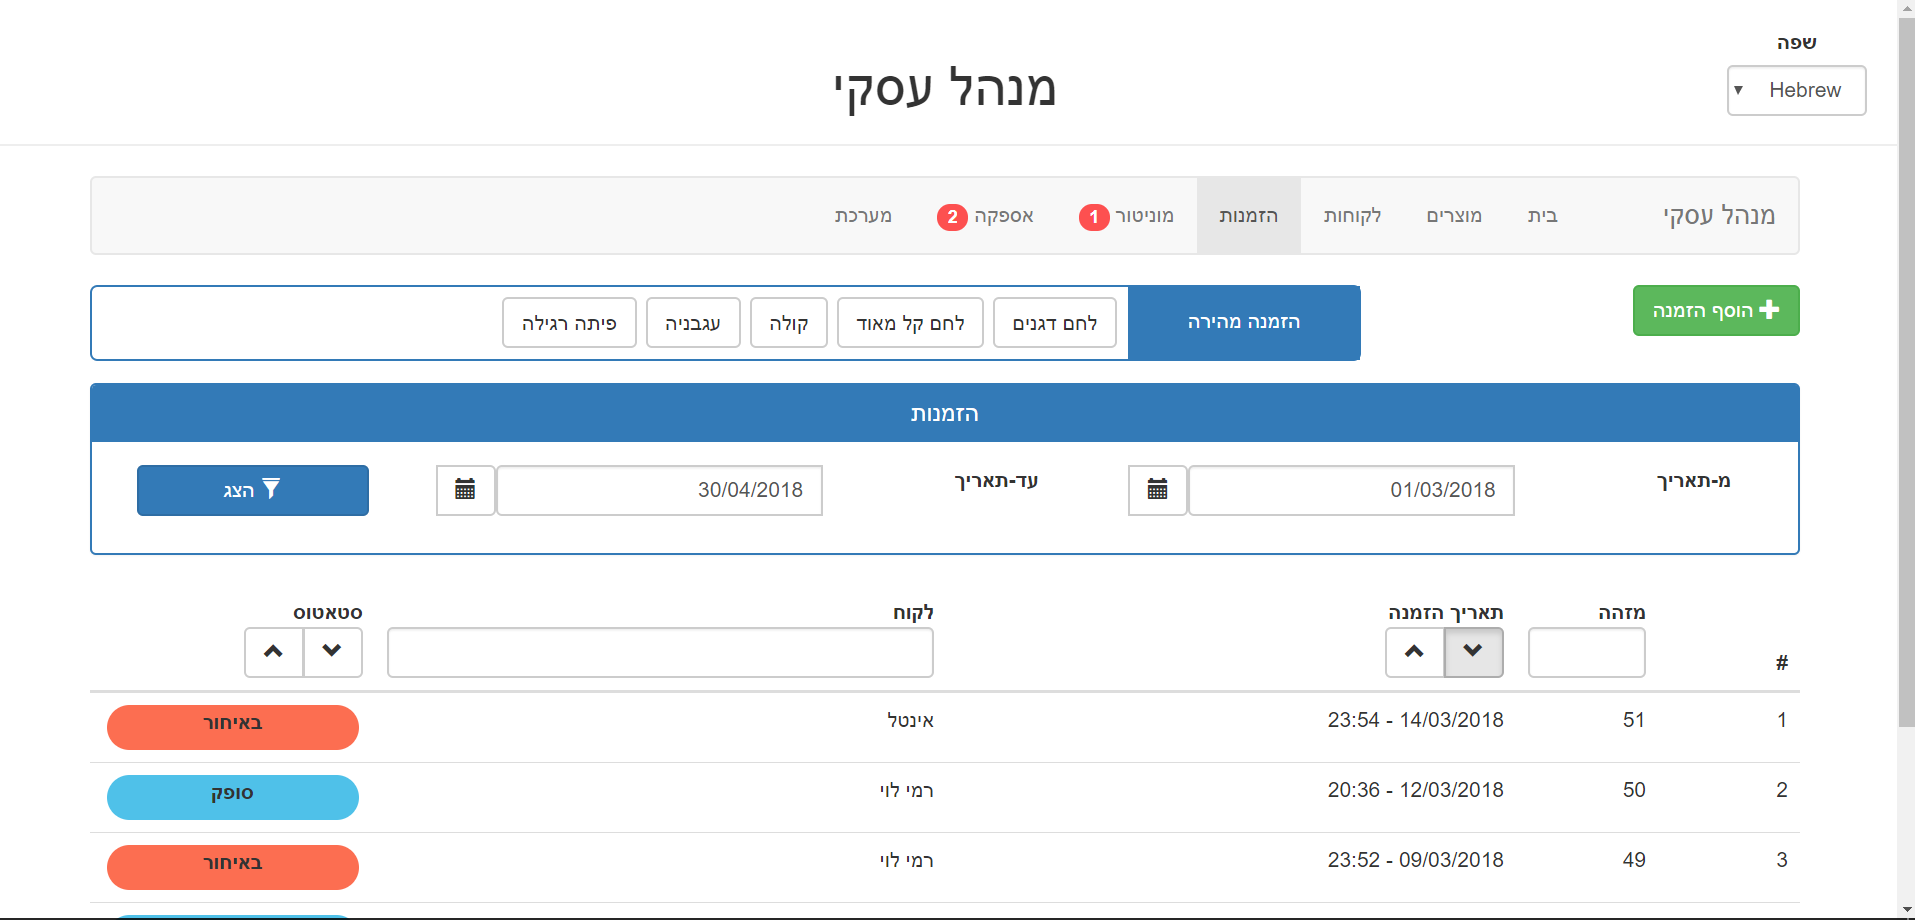 שפה
Hebrew
מנהל עסקי
מנהל עסקי בית מוצרים לקוחות הזמנות מוניטור 1 אספקה 2 מערכת
הוסף הזמנה
הזמנה מהירה לחם דגנים לחם קל מאוד קולה עגבניה פיתה רגילה
הזמנות
מ-תאריך 01/03/2018 עד-תאריך 30/04/2018 הצג
# מזהה תאריך הזמנה לקוח סטאטוס
1 51 14/03/2018 - 23:54 אינטל באיחור
2 50 12/03/2018 - 20:36 רמי לוי סופק
3 49 09/03/2018 - 23:52 רמי לוי באיחור